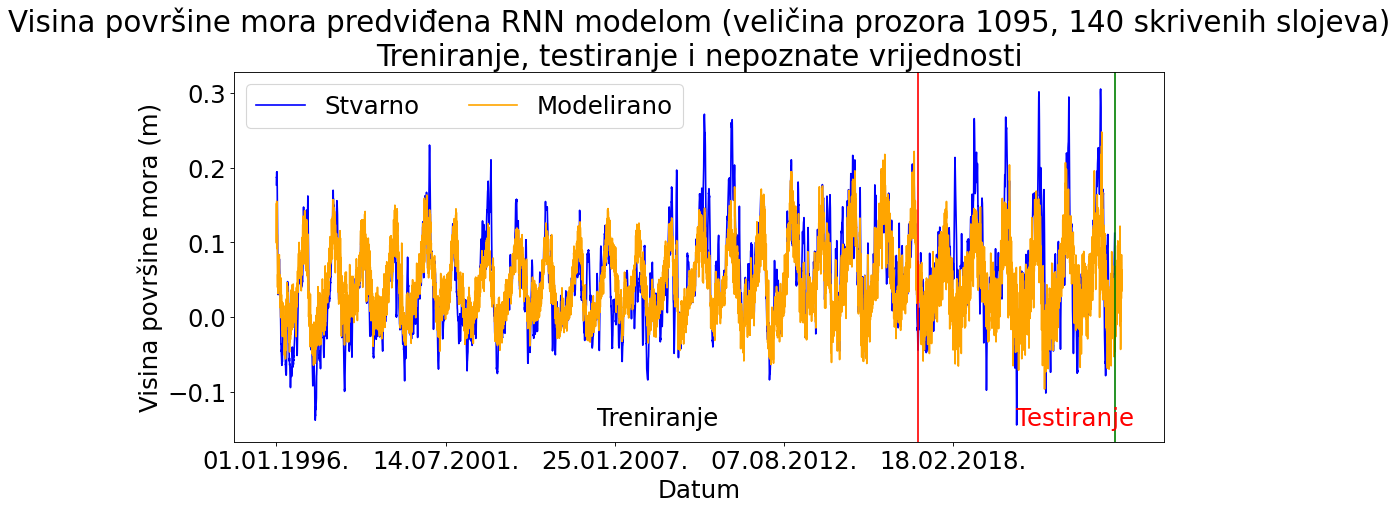 Visina površine mora predviđena RNN modelom (veličina prozora 1095, 140 skrivenih slojeva)
Treniranje, testiranje i nepoznate vrijednosti
Stvarno
Modelirano
Visina površine mora (m)
0.3
0.2
0.1
0.0
−0.1
Treniranje
Testiranje
01.01.1996.
14.07.2001.
25.01.2007.
07.08.2012.
18.02.2018.
Datum